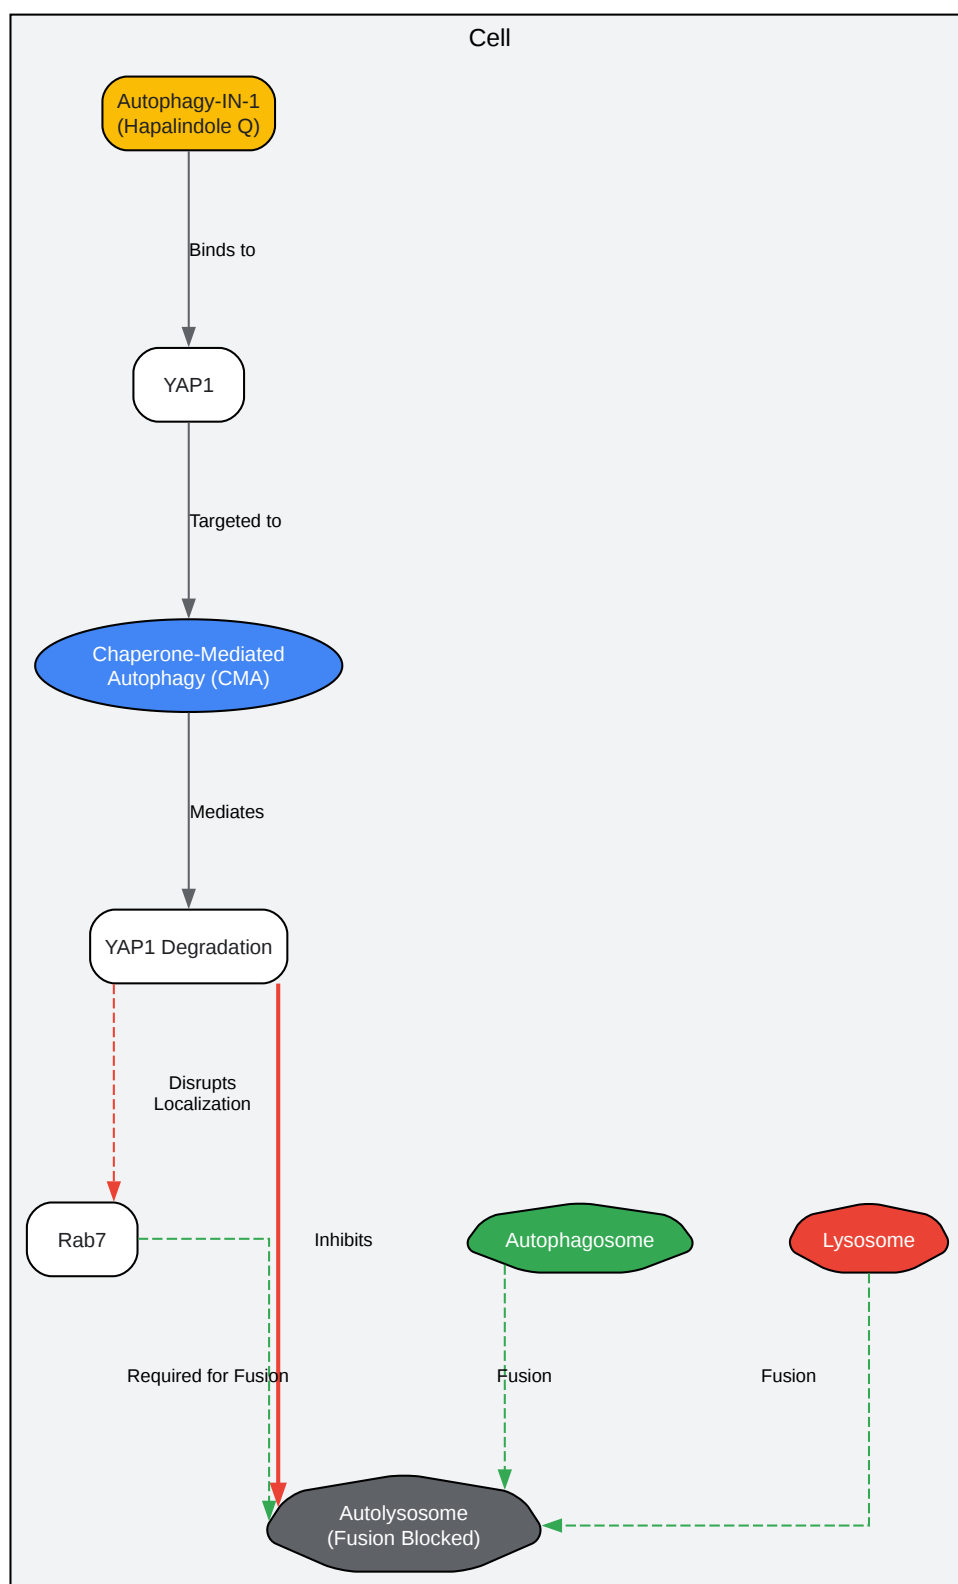 Cell
Autophagy-IN-1
(Hapalindole Q)
Binds to
YAP1
Targeted to
Chaperone-Mediated
Autophagy (CMA)
Mediates
YAP1 Degradation
Disrupts
Localization
Rab7
Inhibits
Autophagosome
Lysosome
Required for Fusion
Fusion
Fusion
Autolysosome
(Fusion Blocked)